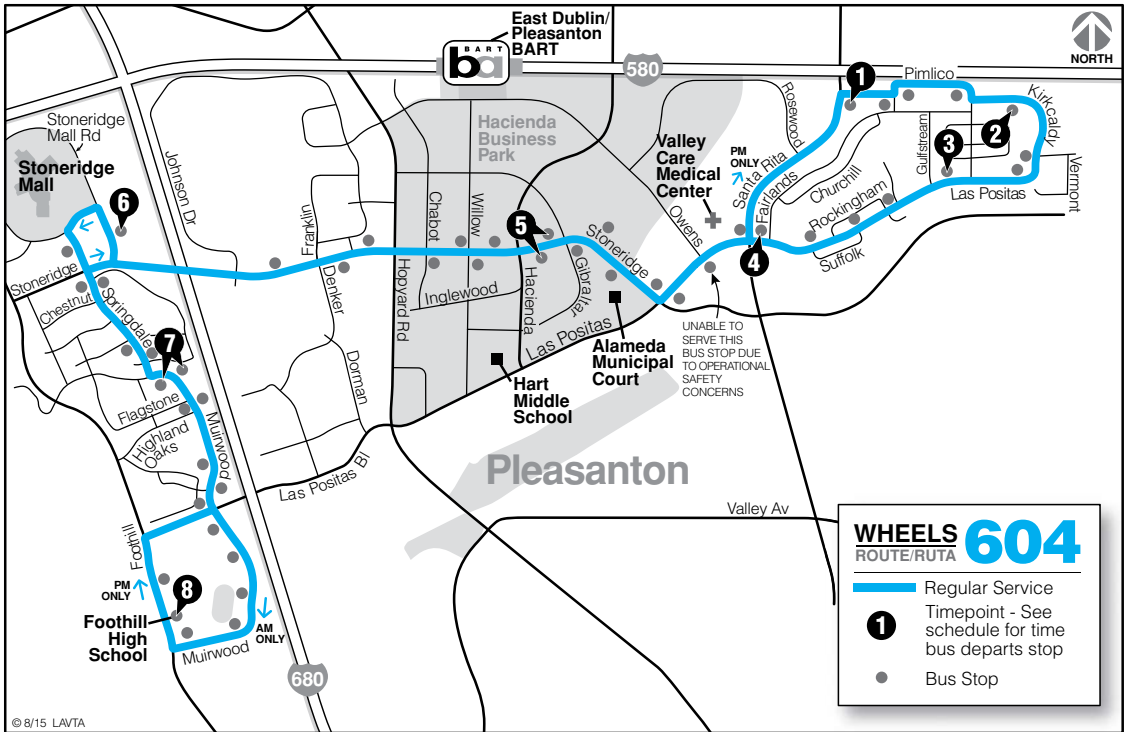 East Dublin/
Pleasanton
BART
BART
ba
580
NORTH
Pimlico
1
Kirkcaldy
Stoneridge
Mall Rd
Stoneridge
Mall
Johnson Dr
Hacienda
Business
Park
Rosewood
Valley
Care
Medical
Center
PM
ONLY
Santa Rita
Fairlands
Churchill
Gulfstream
3
2
Vermont
Las Positas
Rockingham
Suffolk
6
Franklin
Chabot
Willow
5
Stoneridge
Owens
4
Stoneridge
Denker
Hopyard Rd
Inglewood
Hacienda
Gibraltar
Chestnut
Springdale
7
Las Positas
UNABLE TO
SERVE THIS
BUS STOP DUE
TO OPERATIONAL
SAFETY
CONCERNS
Alameda
Municipal
Court
Dorman
Hart
Middle
School
Flagstone
Highland
Oaks
Muirwood
Las Positas Bl
Pleasanton
Valley Av
Foothill
PM
ONLY
8
AM
ONLY
Foothill
High
School
Muirwood
680
WHEELS
ROUTE/RUTA
604
Regular Service
1
Timepoint - See
schedule for time
bus departs stop
Bus Stop
© 8/15 LAVTA